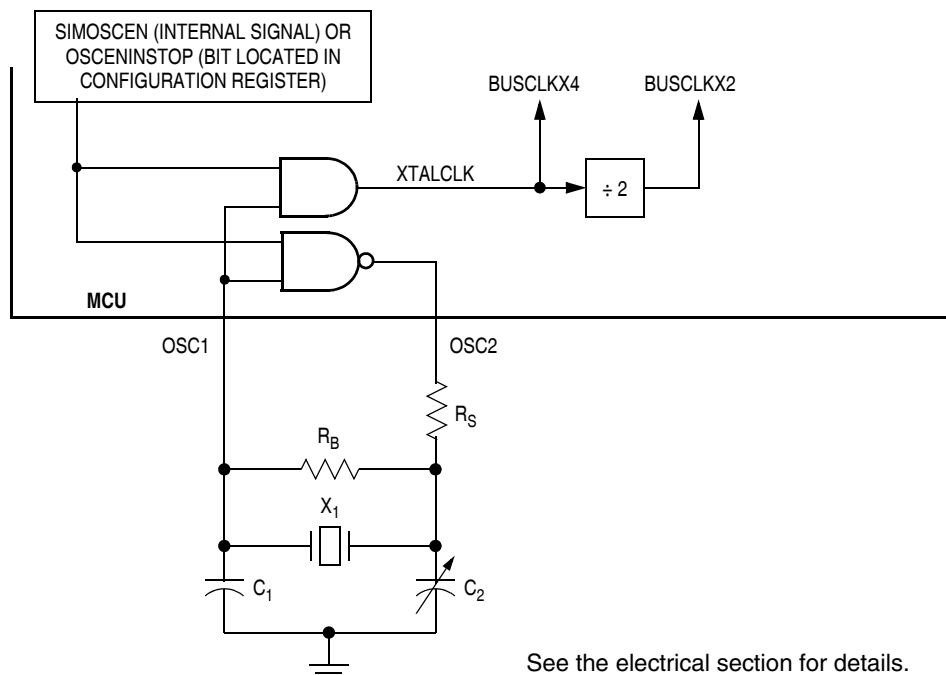 SIMOSCEN (INTERNAL SIGNAL) OR
OSCENINSTOP (BIT LOCATED IN
CONFIGURATION REGISTER)
BUSCLKX4
BUSCLKX2
XTALCLK
÷ 2
MCU
OSC1
OSC2
RS
RB
X1
C1
C2
See the electrical section for details.